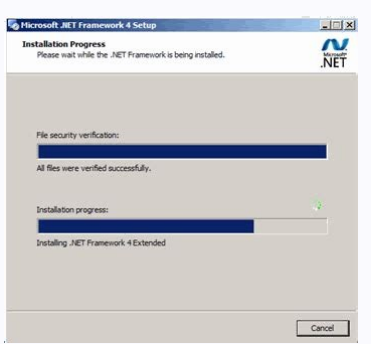 Microsoft .NET Framework 4 Setup
Installation Progress
Please wait while the .NET Framework is being installed.
Microsoft
.NET
File security verification:
All files were verified successfully.
Installation progress:
Installing .NET Framework 4 Extended
Cancel